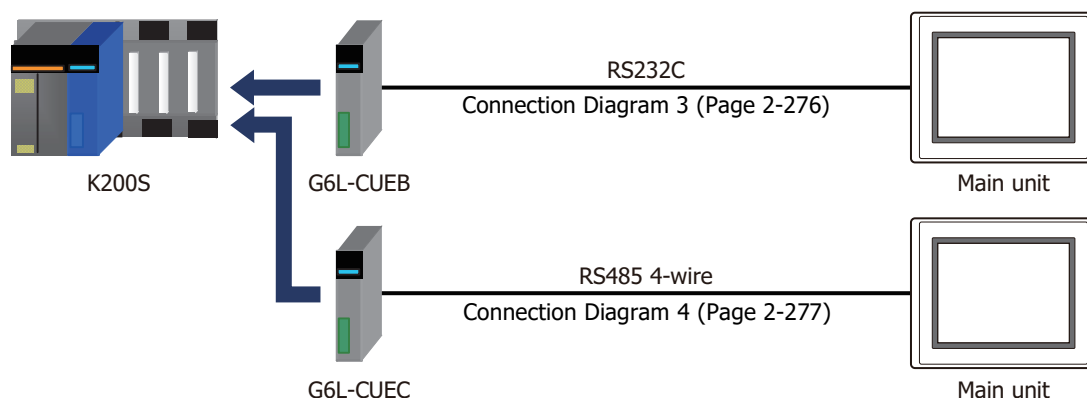 RS232C
Connection Diagram 3 (Page 2-276)
K200S
G6L-CUEB
Main unit
RS485 4-wire
Connection Diagram 4 (Page 2-277)
G6L-CUEC
Main unit